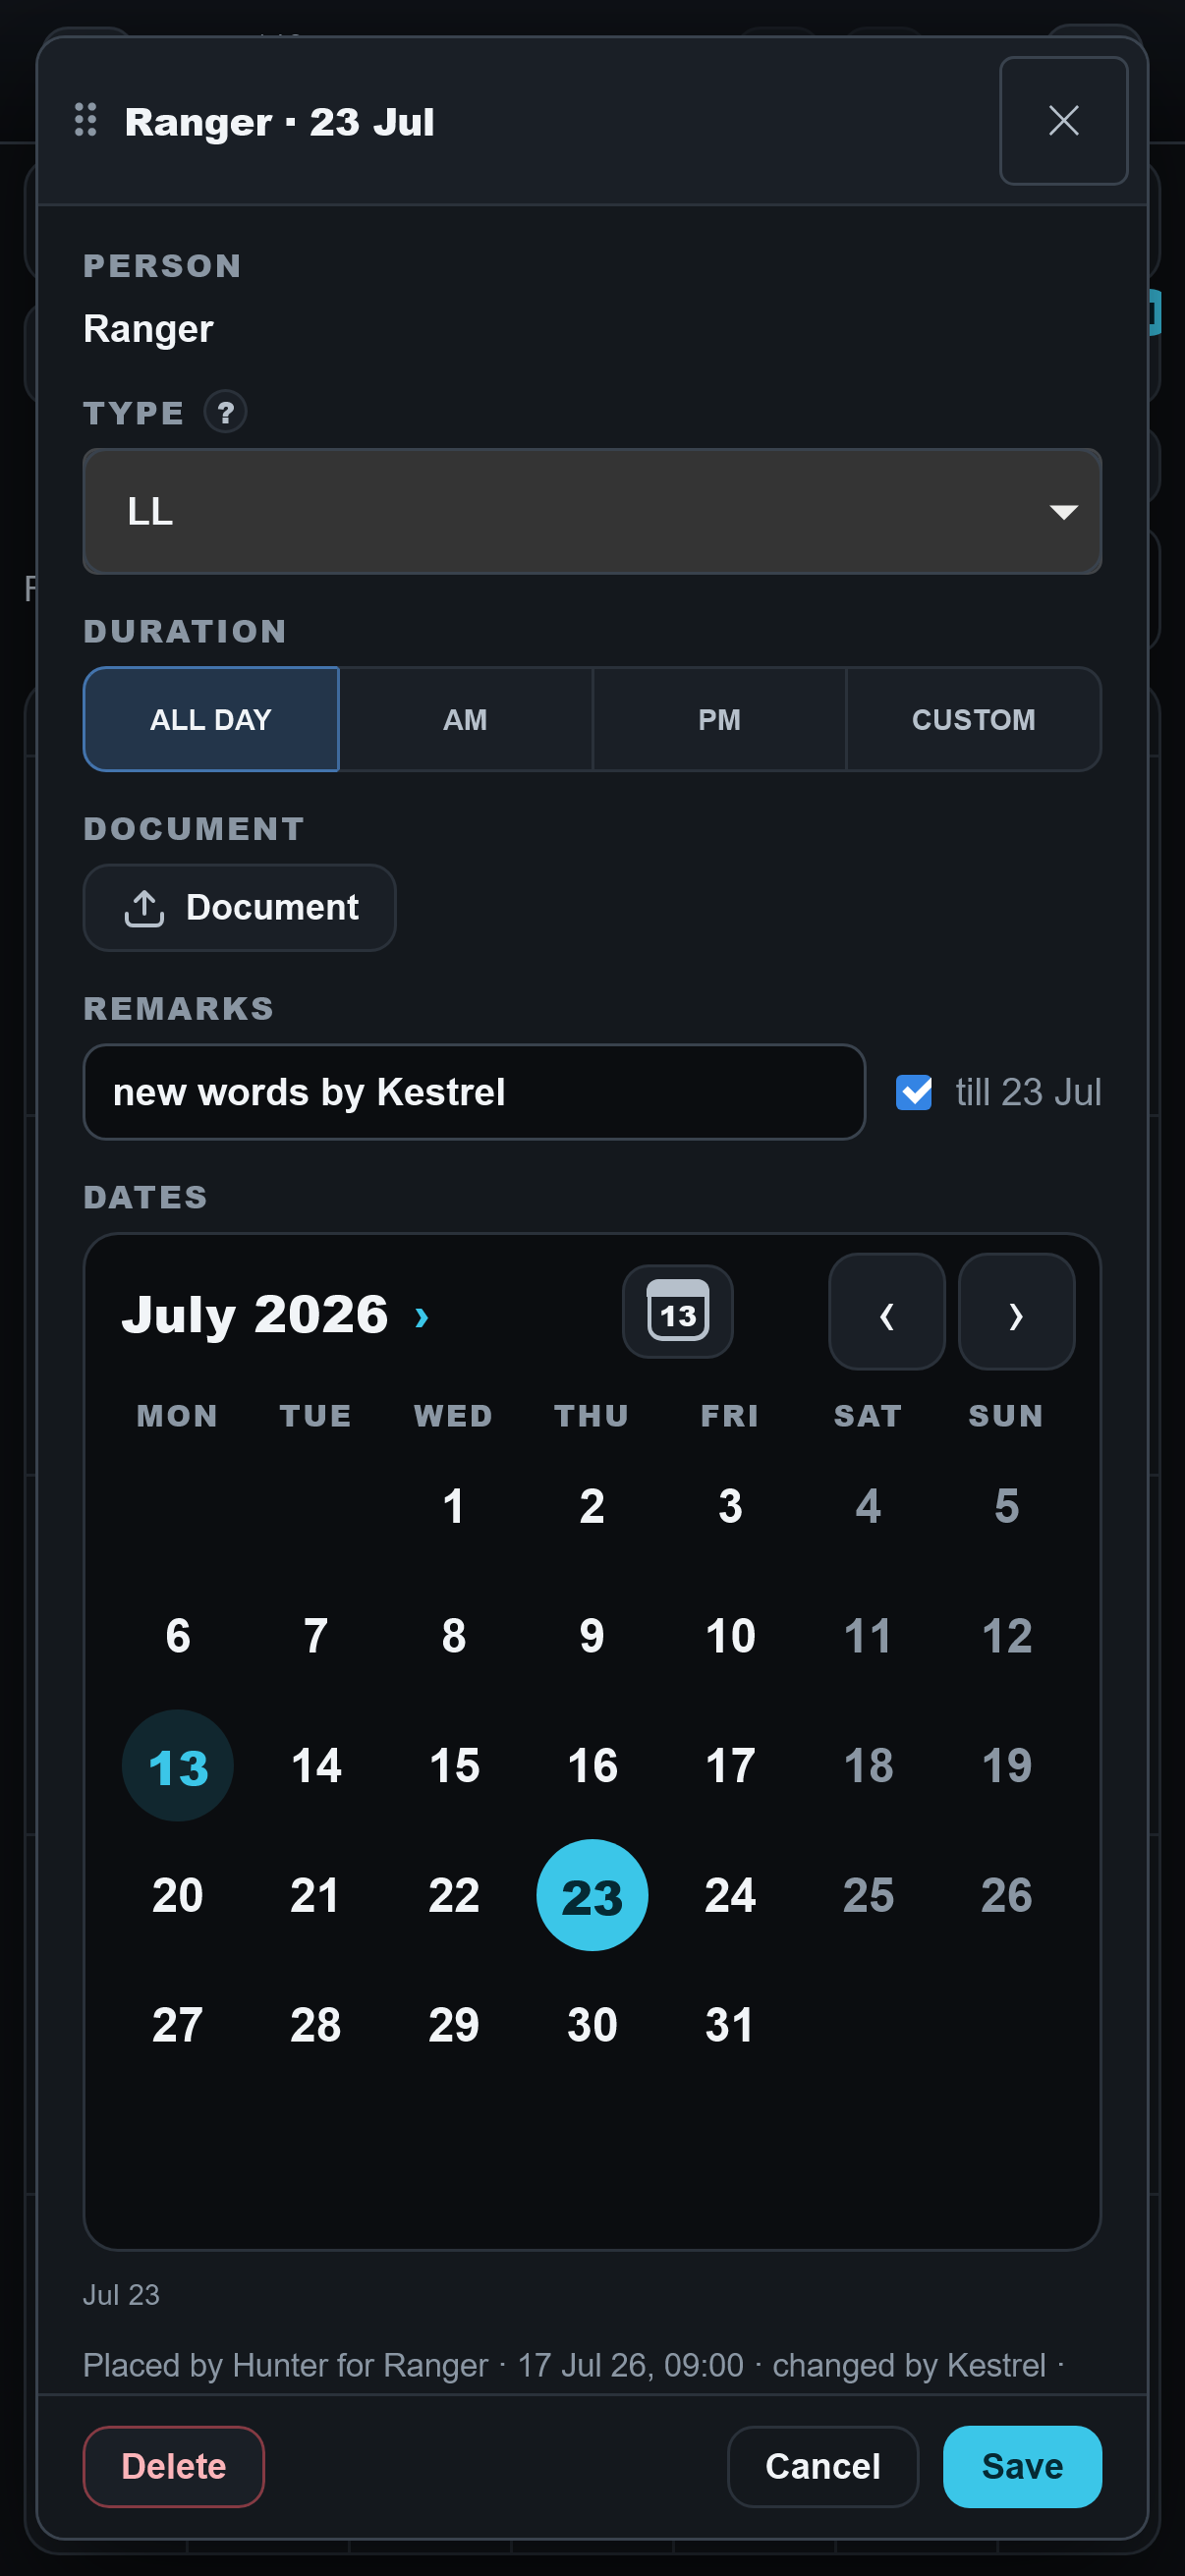 Ranger · 23 Jul
PERSON
Ranger
TYPE ?
LL
DURATION
ALL DAY AM PM CUSTOM
DOCUMENT
Document
REMARKS
new words by Kestrel till 23 Jul
DATES
July 2026 › 13 ‹ ›
MON TUE WED THU FRI SAT SUN
1 2 3 4 5
6 7 8 9 10 11 12
13 14 15 16 17 18 19
20 21 22 23 24 25 26
27 28 29 30 31
Jul 23
Placed by Hunter for Ranger · 17 Jul 26, 09:00 · changed by Kestrel ·
Delete Cancel Save